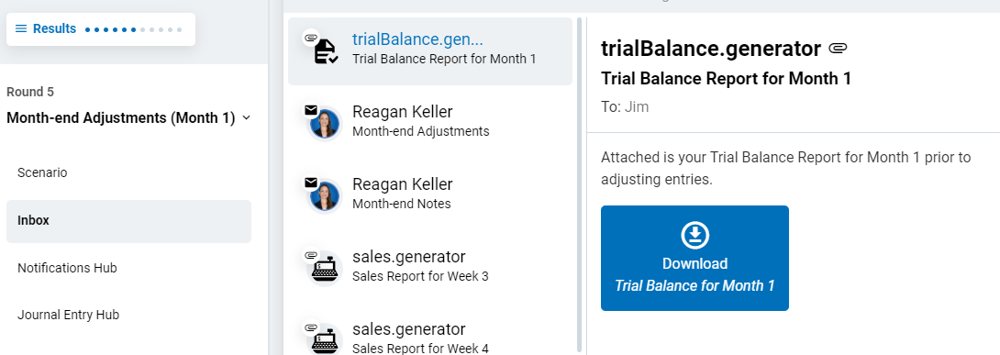 Results
Round 5
Month-end Adjustments (Month 1)
Scenario
Inbox
Notifications Hub
Journal Entry Hub
trialBalance.gen...
Trial Balance Report for Month 1
Reagan Keller
Month-end Adjustments
Reagan Keller
Month-end Notes
sales.generator
Sales Report for Week 3
sales.generator
Sales Report for Week 4
trialBalance.generator
Trial Balance Report for Month 1
To: Jim
Attached is your Trial Balance Report for Month 1 prior to
adjusting entries.
Download
Trial Balance for Month 1